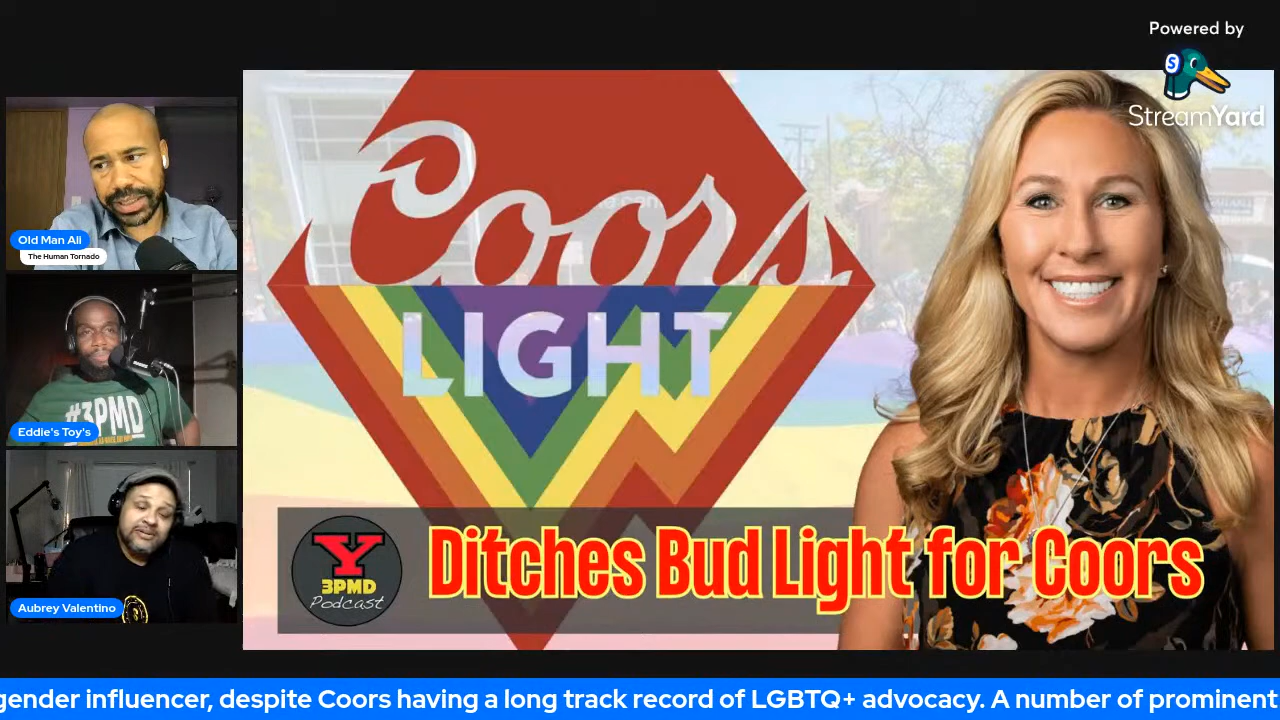 Powered by
StreamYard
Old Man Ali
The Human Tornado
Eddie's Toy's
#3PMD
Aubrey Valentino
Coors
LIGHT
Y
3PMD
Podcast
Ditches Bud Light for Coors
gender influencer, despite Coors having a long track record of LGBTQ+ advocacy. A number of prominent